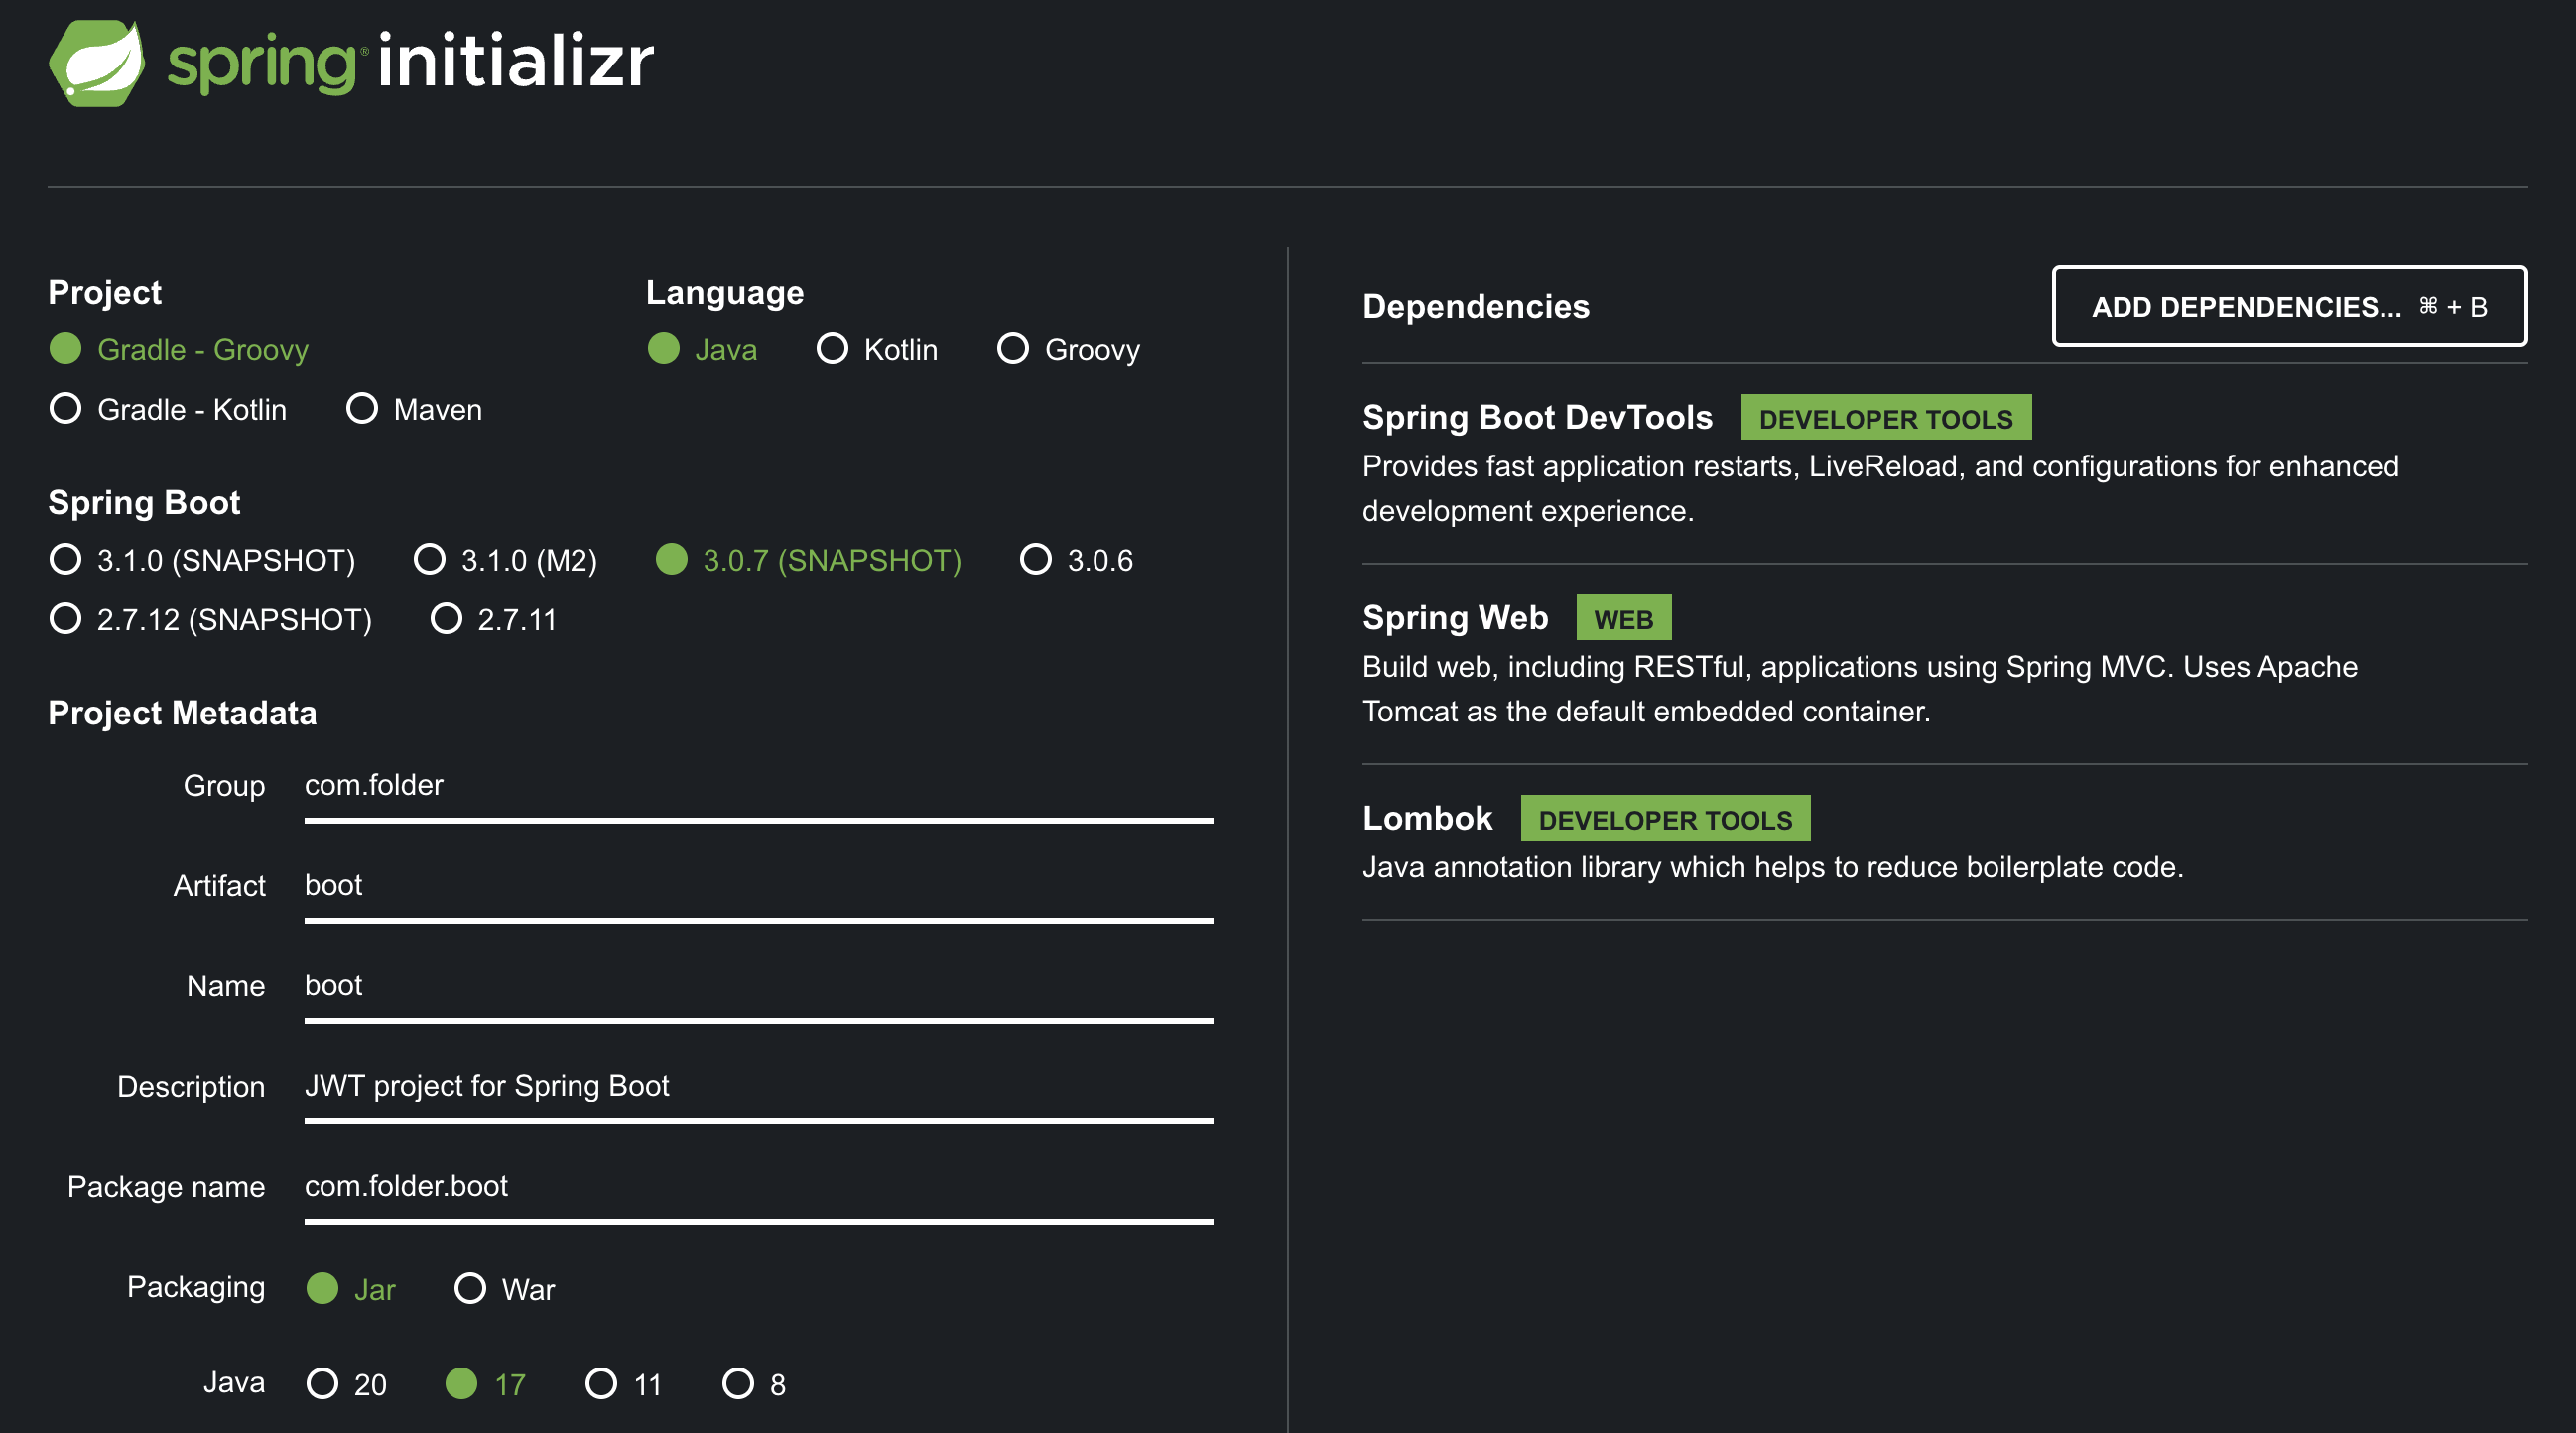 spring® initializr
Project
Gradle - Groovy
Gradle - Kotlin Maven
Language
Java Kotlin Groovy
Spring Boot
3.1.0 (SNAPSHOT) 3.1.0 (M2) 3.0.7 (SNAPSHOT) 3.0.6
2.7.12 (SNAPSHOT) 2.7.11
Project Metadata
Group com.folder
Artifact boot
Name boot
Description JWT project for Spring Boot
Package name com.folder.boot
Packaging Jar War
Java 20 17 11 8
Dependencies ADD DEPENDENCIES... ⌘ + B
Spring Boot DevTools DEVELOPER TOOLS
Provides fast application restarts, LiveReload, and configurations for enhanced
development experience.
Spring Web WEB
Build web, including RESTful, applications using Spring MVC. Uses Apache
Tomcat as the default embedded container.
Lombok DEVELOPER TOOLS
Java annotation library which helps to reduce boilerplate code.